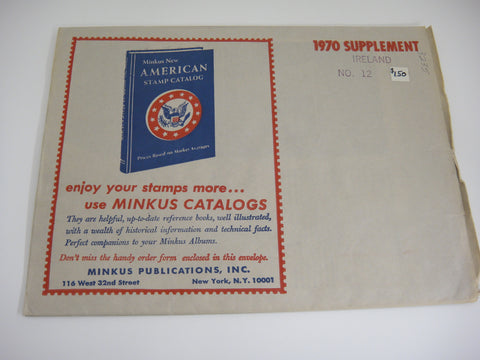 1970 SUPPLEMENT
IRELAND
NO. 12
$1.50
Minkus New
AMERICAN
STAMP CATALOG
Prices Based on Market Averages
enjoy your stamps more...
use MINKUS CATALOGS
They are helpful, up-to-date reference books, well illustrated,
with a wealth of historical information and technical facts.
Perfect companions to your Minkus Albums.
Don't miss the handy order form enclosed in this envelope.
MINKUS PUBLICATIONS, INC.
116 West 32nd Street New York, N.Y. 10001